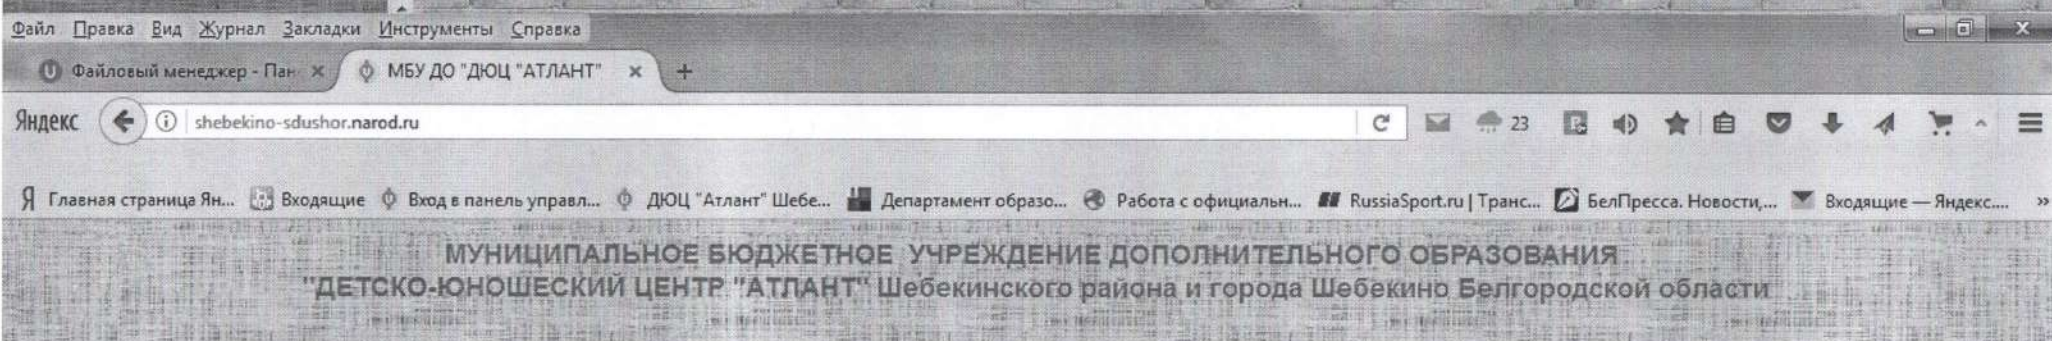 Файл Правка Вид Журнал Закладки Инструменты Справка
Файловый менеджер - Пан МБУ ДО "ДЮЦ "АТЛАНТ"
Яндекс shebekino-sdushor.narod.ru 23
Я Главная страница Ян... Входящие Вход в панель управл... ДЮЦ "Атлант" Шебе... Департамент образо... Работа с официальн... RussiaSport.ru | Транс... БелПресса. Новости,... Входящие — Яндекс.... »
МУНИЦИПАЛЬНОЕ БЮДЖЕТНОЕ УЧРЕЖДЕНИЕ ДОПОЛНИТЕЛЬНОГО ОБРАЗОВАНИЯ
"ДЕТСКО-ЮНОШЕСКИЙ ЦЕНТР "АТЛАНТ" Шебекинского района и города Шебекино Белгородской области